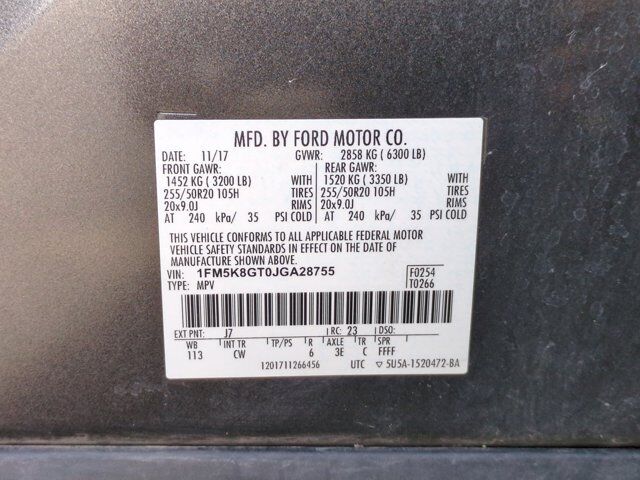 MFD. BY FORD MOTOR CO.
DATE: 11/17 GVWR: 2858 KG ( 6300 LB)
FRONT GAWR: REAR GAWR:
1452 KG ( 3200 LB) WITH 1520 KG ( 3350 LB) WITH
255/50R20 105H TIRES 255/50R20 105H TIRES
20x9.0J RIMS 20x9.0J RIMS
AT 240 kPa/ 35 PSI COLD AT 240 kPa/ 35 PSI COLD
THIS VEHICLE CONFORMS TO ALL APPLICABLE FEDERAL MOTOR
VEHICLE SAFETY STANDARDS IN EFFECT ON THE DATE OF
MANUFACTURE SHOWN ABOVE.
VIN: 1FM5K8GT0JGA28755 F0254
TYPE: MPV T0266
EXT PNT: J7 RC: 23 DSO:
WB INT TR TP/PS R AXLE TR SPR
113 CW 6 3E C FFFF
1201711266456 UTC ▽ 5U5A-1520472-BA